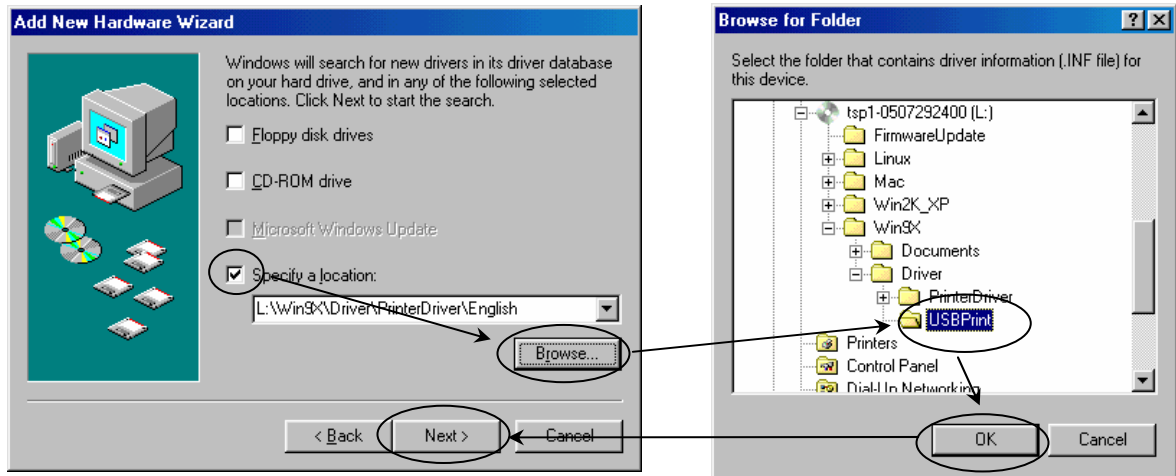 Add New Hardware Wizard
Windows will search for new drivers in its driver database
on your hard drive, and in any of the following selected
locations. Click Next to start the search.
Floppy disk drives
CD-ROM drive
Microsoft Windows Update
Specify a location:
L:\Win9X\Driver\PrinterDriver\English
Browse...
< Back
Next >
Cancel
Browse for Folder
Select the folder that contains driver information (.INF file) for
this device.
tsp1-0507292400 (L:)
FirmwareUpdate
Linux
Mac
Win2K_XP
Win9X
Documents
Driver
PrinterDriver
USBPrint
Printers
Control Panel
Dial-Up Networking
OK
Cancel